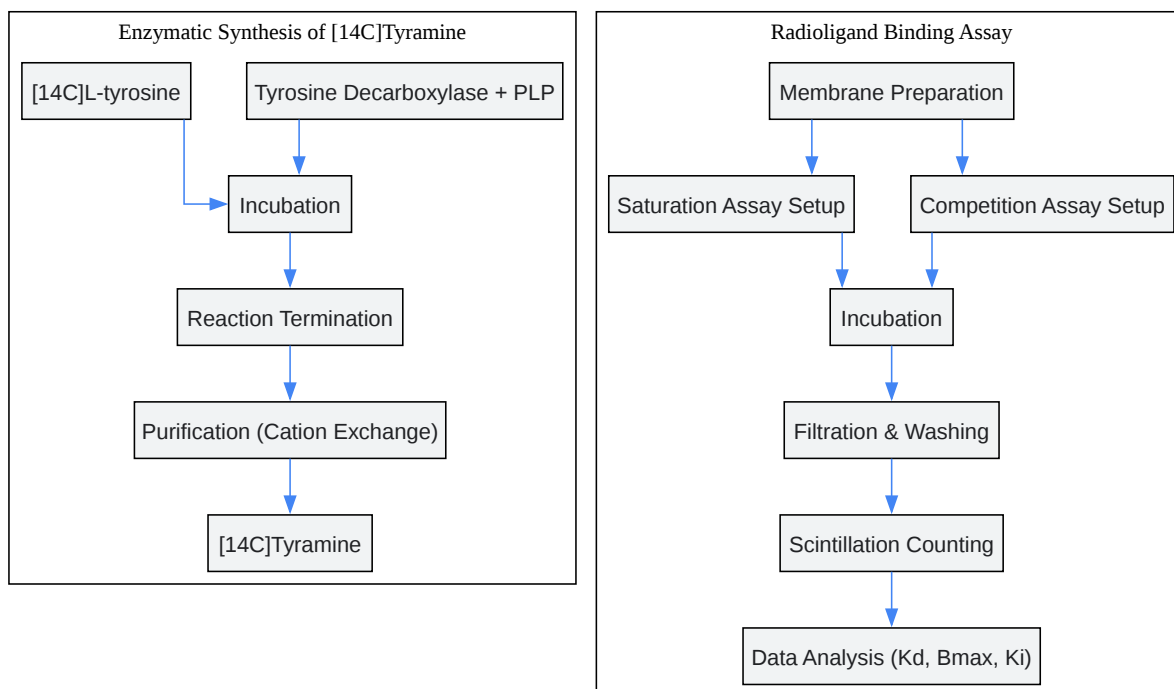 Enzymatic Synthesis of [14C]Tyramine
[14C]L-tyrosine
Tyrosine Decarboxylase + PLP
Incubation
Reaction Termination
Purification (Cation Exchange)
[14C]Tyramine
Radioligand Binding Assay
Membrane Preparation
Saturation Assay Setup
Competition Assay Setup
Incubation
Filtration & Washing
Scintillation Counting
Data Analysis (Kd, Bmax, Ki)